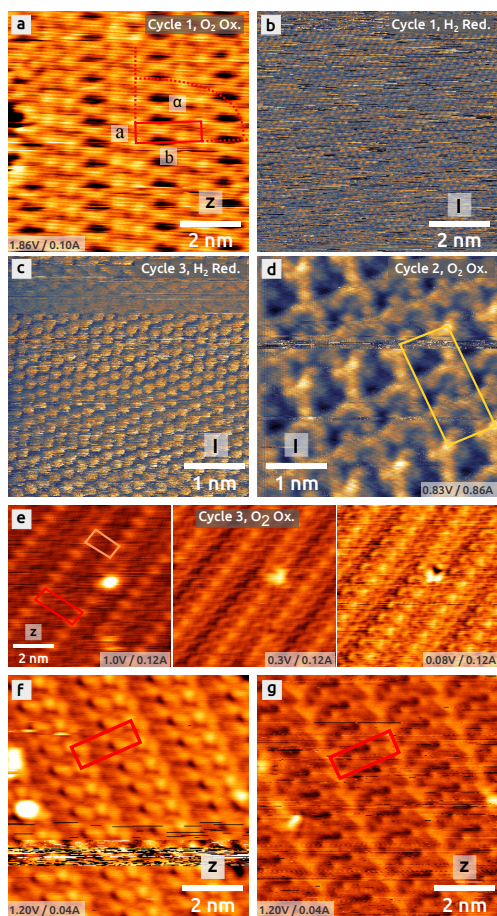 a
Cycle 1, O₂ Ox.
α
a
b
z
2 nm
1.86V / 0.10A
b
Cycle 1, H₂ Red.
I
2 nm
c
Cycle 3, H₂ Red.
I
1 nm
d
Cycle 2, O₂ Ox.
I
1 nm
0.83V / 0.86A
e
Cycle 3, O₂ Ox.
z
2 nm
1.0V / 0.12A
0.3V / 0.12A
0.08V / 0.12A
f
z
2 nm
1.20V / 0.04A
g
z
2 nm
1.20V / 0.04A